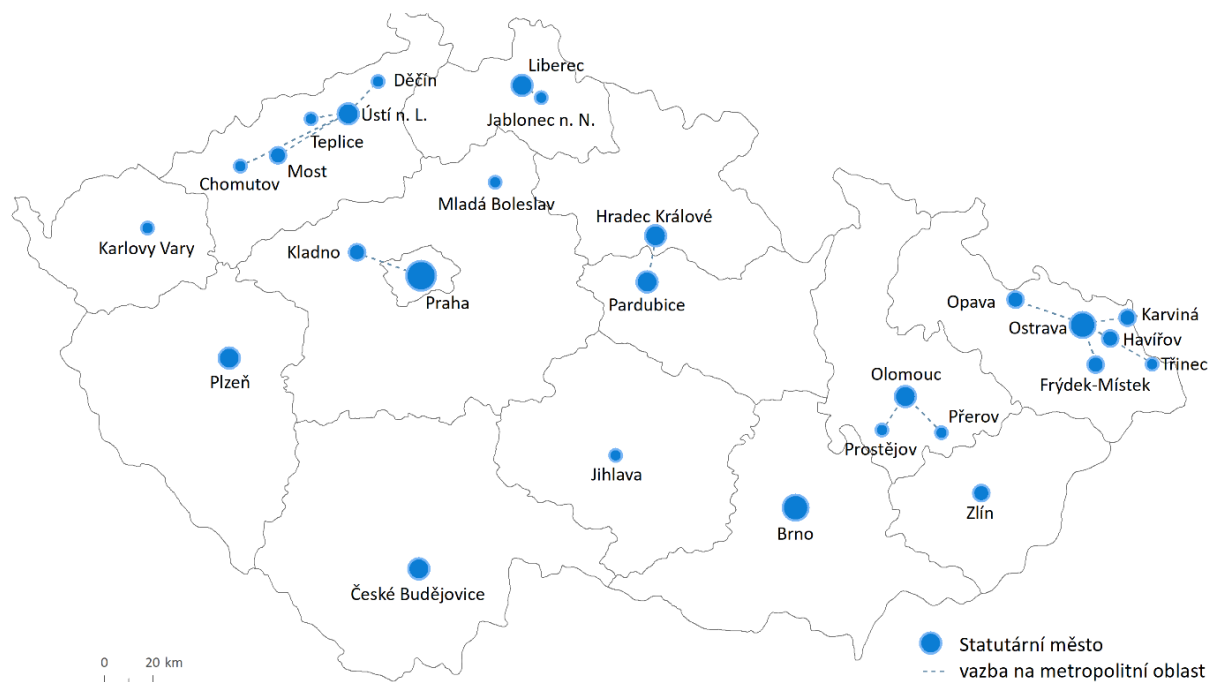 Děčín
Liberec
Ústí n. L.
Jablonec n. N.
Teplice
Most
Chomutov
Mladá Boleslav
Hradec Králové
Karlovy Vary
Kladno
Praha
Pardubice
Opava
Karviná
Ostrava
Havířov
Třinec
Frýdek-Místek
Plzeň
Olomouc
Přerov
Prostějov
Jihlava
Zlín
Brno
České Budějovice
Statutární město
vazba na metropolitní oblast
0 20 km